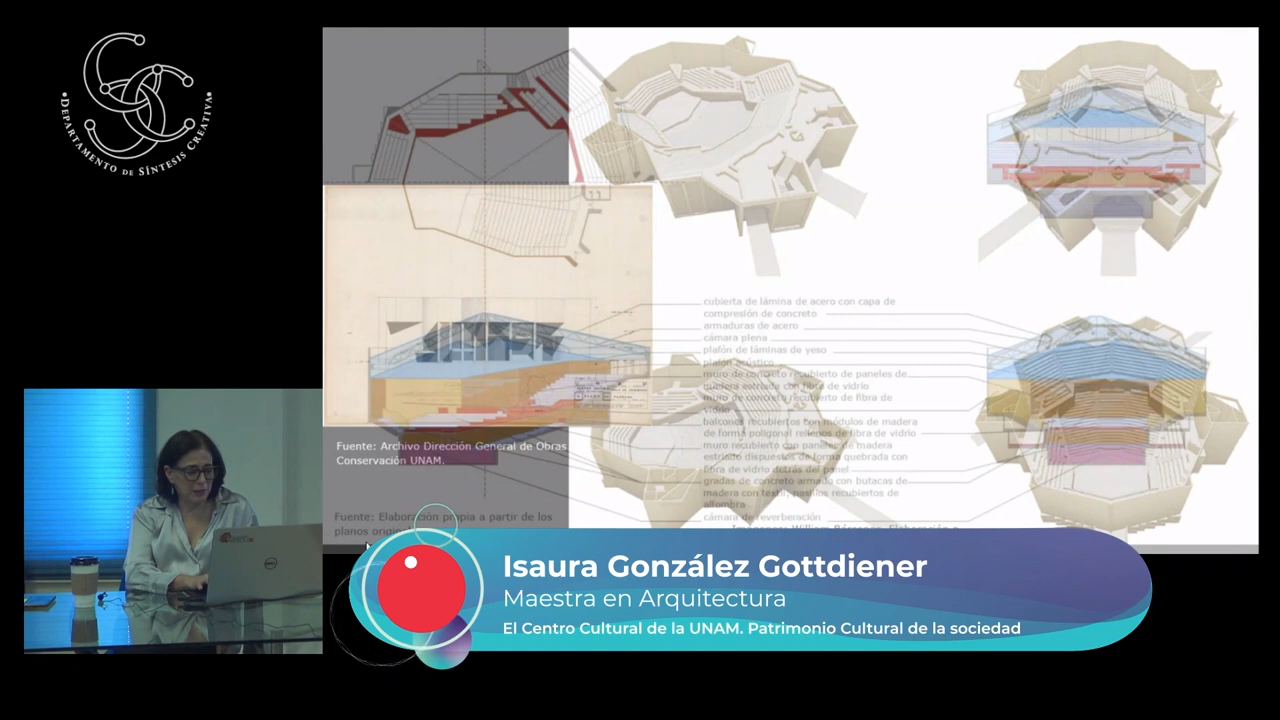 DEPARTAMENTO DE SÍNTESIS CREATIVA
cubierta de lámina de acero con capa de
compresión de concreto
armaduras de acero
cámara plena
plafón de láminas de yeso
plafón acústico
muro de concreto recubierto de paneles de
madera estriada con fibra de vidrio
muro de concreto recubierto de fibra de
vidrio
balcones recubiertos con módulos de madera
de forma poligonal rellenos de fibra de vidrio
muro recubierto con paneles de madera
estriado dispuestos de forma quebrada con
fibra de vidrio detrás del panel
gradas de concreto armado con butacas de
madera con textil, pasillos recubiertos de
alfombra
cámara de reverberación
Fuente: Archivo Dirección General de Obras
Conservación UNAM.
Fuente: Elaboración propia a partir de los
planos
DELL
Isaura González Gottdiener
Maestra en Arquitectura
El Centro Cultural de la UNAM. Patrimonio Cultural de la sociedad